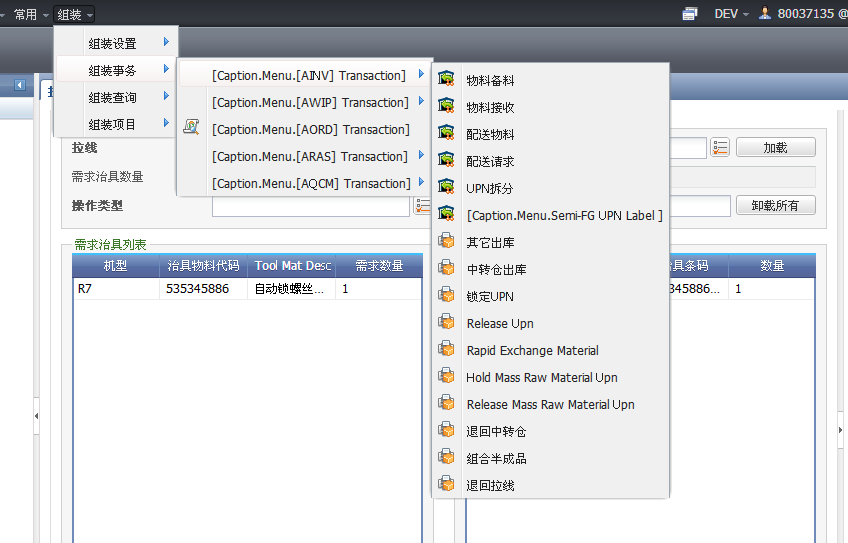 常用
组装
DEV
80037135 @
组装设置
组装事务
组装查询
组装项目
[Caption.Menu.[AINV] Transaction]
[Caption.Menu.[AWIP] Transaction]
[Caption.Menu.[AORD] Transaction]
[Caption.Menu.[ARAS] Transaction]
[Caption.Menu.[AQCM] Transaction]
物料备料
物料接收
配送物料
配送请求
UPN拆分
[Caption.Menu.Semi-FG UPN Label ]
其它出库
中转仓出库
锁定UPN
Release Upn
Rapid Exchange Material
Hold Mass Raw Material Upn
Release Mass Raw Material Upn
退回中转仓
组合半成品
退回拉线
拉线
加载
需求治具数量
操作类型
卸载所有
需求治具列表
机型 治具物料代码 Tool Mat Desc 需求数量
R7 535345886 自动锁螺丝... 1
具条码 数量
345886... 1